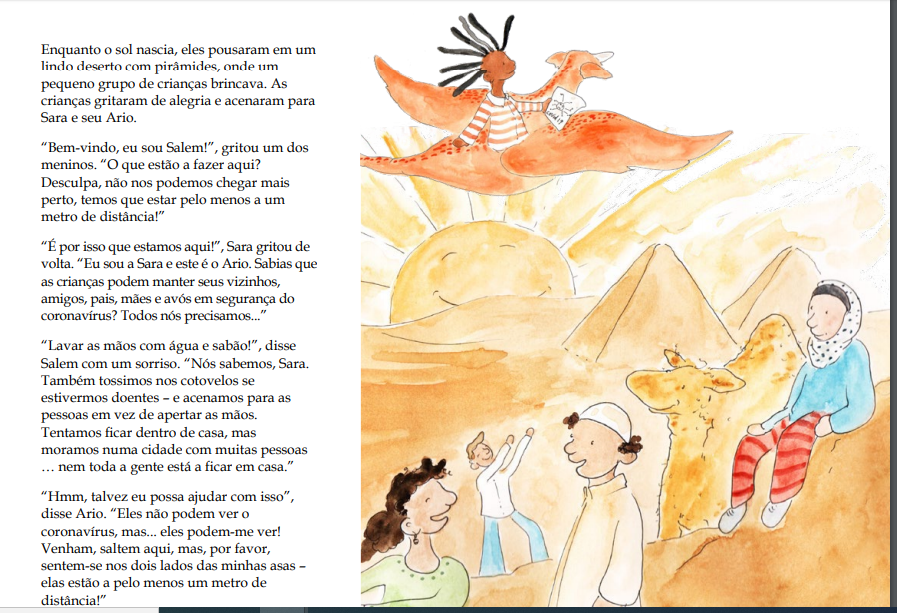 Enquanto o sol nascia, eles pousaram em um
lindo deserto com pirâmides, onde um
pequeno grupo de crianças brincava. As
crianças gritaram de alegria e acenaram para
Sara e seu Ario.
“Bem-vindo, eu sou Salem!”, gritou um dos
meninos. “O que estão a fazer aqui?
Desculpa, não nos podemos chegar mais
perto, temos que estar pelo menos a um
metro de distância!”
“É por isso que estamos aqui!”, Sara gritou de
volta. “Eu sou a Sara e este é o Ario. Sabias que
as crianças podem manter seus vizinhos,
amigos, pais, mães e avós em segurança do
coronavírus? Todos nós precisamos...”
“Lavar as mãos com água e sabão!”, disse
Salem com um sorriso. “Nós sabemos, Sara.
Também tossimos nos cotovelos se
estivermos doentes – e acenamos para as
pessoas em vez de apertar as mãos.
Tentamos ficar dentro de casa, mas
moramos numa cidade com muitas pessoas
… nem toda a gente está a ficar em casa.”
“Hmm, talvez eu possa ajudar com isso”,
disse Ario. “Eles não podem ver o
coronavírus, mas... eles podem-me ver!
Venham, saltem aqui, mas, por favor,
sentem-se nos dois lados das minhas asas –
elas estão a pelo menos um metro de
distância!”